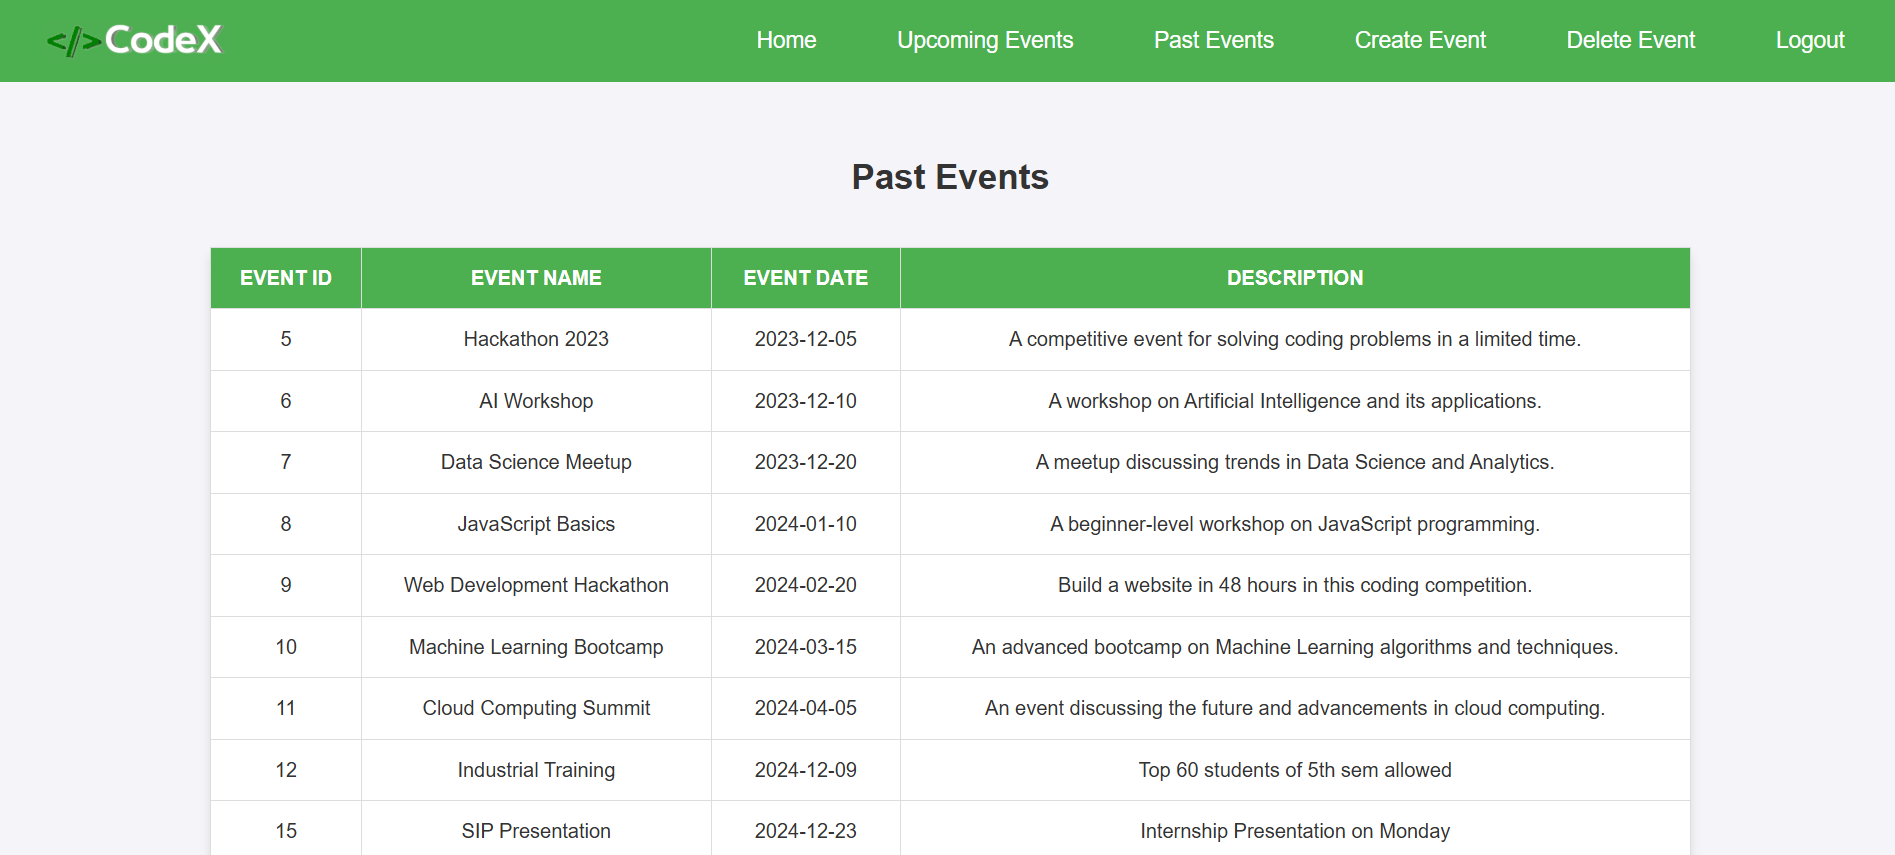 </>CodeX Home Upcoming Events Past Events Create Event Delete Event Logout
Past Events
EVENT ID EVENT NAME EVENT DATE DESCRIPTION
5 Hackathon 2023 2023-12-05 A competitive event for solving coding problems in a limited time.
6 AI Workshop 2023-12-10 A workshop on Artificial Intelligence and its applications.
7 Data Science Meetup 2023-12-20 A meetup discussing trends in Data Science and Analytics.
8 JavaScript Basics 2024-01-10 A beginner-level workshop on JavaScript programming.
9 Web Development Hackathon 2024-02-20 Build a website in 48 hours in this coding competition.
10 Machine Learning Bootcamp 2024-03-15 An advanced bootcamp on Machine Learning algorithms and techniques.
11 Cloud Computing Summit 2024-04-05 An event discussing the future and advancements in cloud computing.
12 Industrial Training 2024-12-09 Top 60 students of 5th sem allowed
15 SIP Presentation 2024-12-23 Internship Presentation on Monday